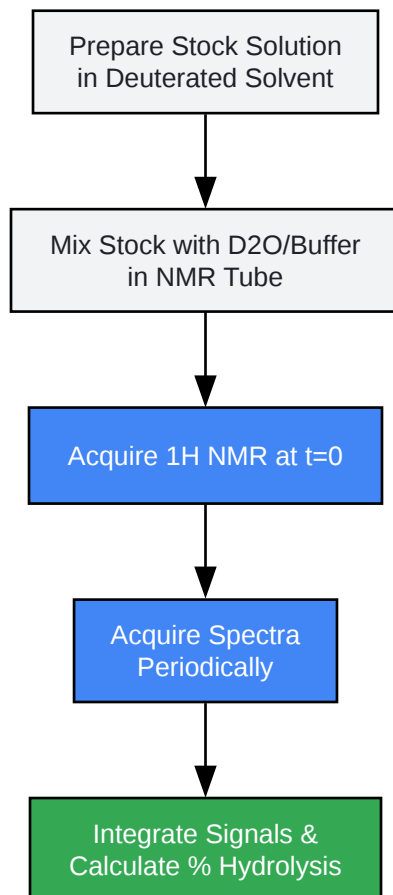 Prepare Stock Solution
in Deuterated Solvent
Mix Stock with D2O/Buffer
in NMR Tube
Acquire 1H NMR at t=0
Acquire Spectra
Periodically
Integrate Signals &
Calculate % Hydrolysis